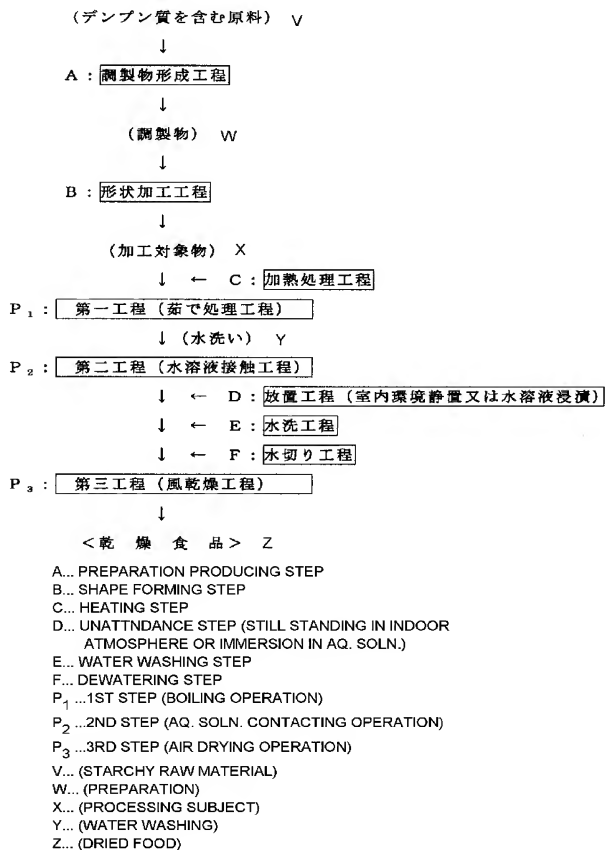 (デンプン質を含む原料) V
↓
A：調製物形成工程
↓
(調製物) W
↓
B：形状加工工程
↓
(加工対象物) X
↓ ← C：加熱処理工程
P₁： 第一工程（茹で処理工程）
↓ (水洗い) Y
P₂： 第二工程（水溶液接触工程）
↓ ← D：放置工程（室内環境静置又は水溶液浸漬）
↓ ← E：水洗工程
↓ ← F：水切り工程
P₃： 第三工程（風乾燥工程）
↓
＜乾 燥 食 品＞ Z
A... PREPARATION PRODUCING STEP
B... SHAPE FORMING STEP
C... HEATING STEP
D... UNATTNDANCE STEP (STILL STANDING IN INDOOR
ATMOSPHERE OR IMMERSION IN AQ. SOLN.)
E... WATER WASHING STEP
F... DEWATERING STEP
P₁ ...1ST STEP (BOILING OPERATION)
P₂ ...2ND STEP (AQ. SOLN. CONTACTING OPERATION)
P₃ ...3RD STEP (AIR DRYING OPERATION)
V... (STARCHY RAW MATERIAL)
W... (PREPARATION)
X... (PROCESSING SUBJECT)
Y... (WATER WASHING)
Z... (DRIED FOOD)